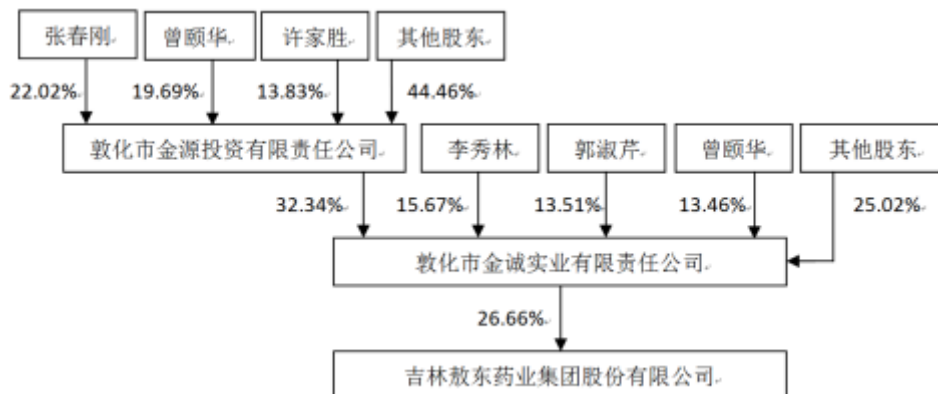 张春刚
曾颐华
许家胜
其他股东
22.02%
19.69%
13.83%
44.46%
敦化市金源投资有限责任公司
李秀林
郭淑芹
曾颐华
其他股东
32.34%
15.67%
13.51%
13.46%
25.02%
敦化市金诚实业有限责任公司
26.66%
吉林敖东药业集团股份有限公司